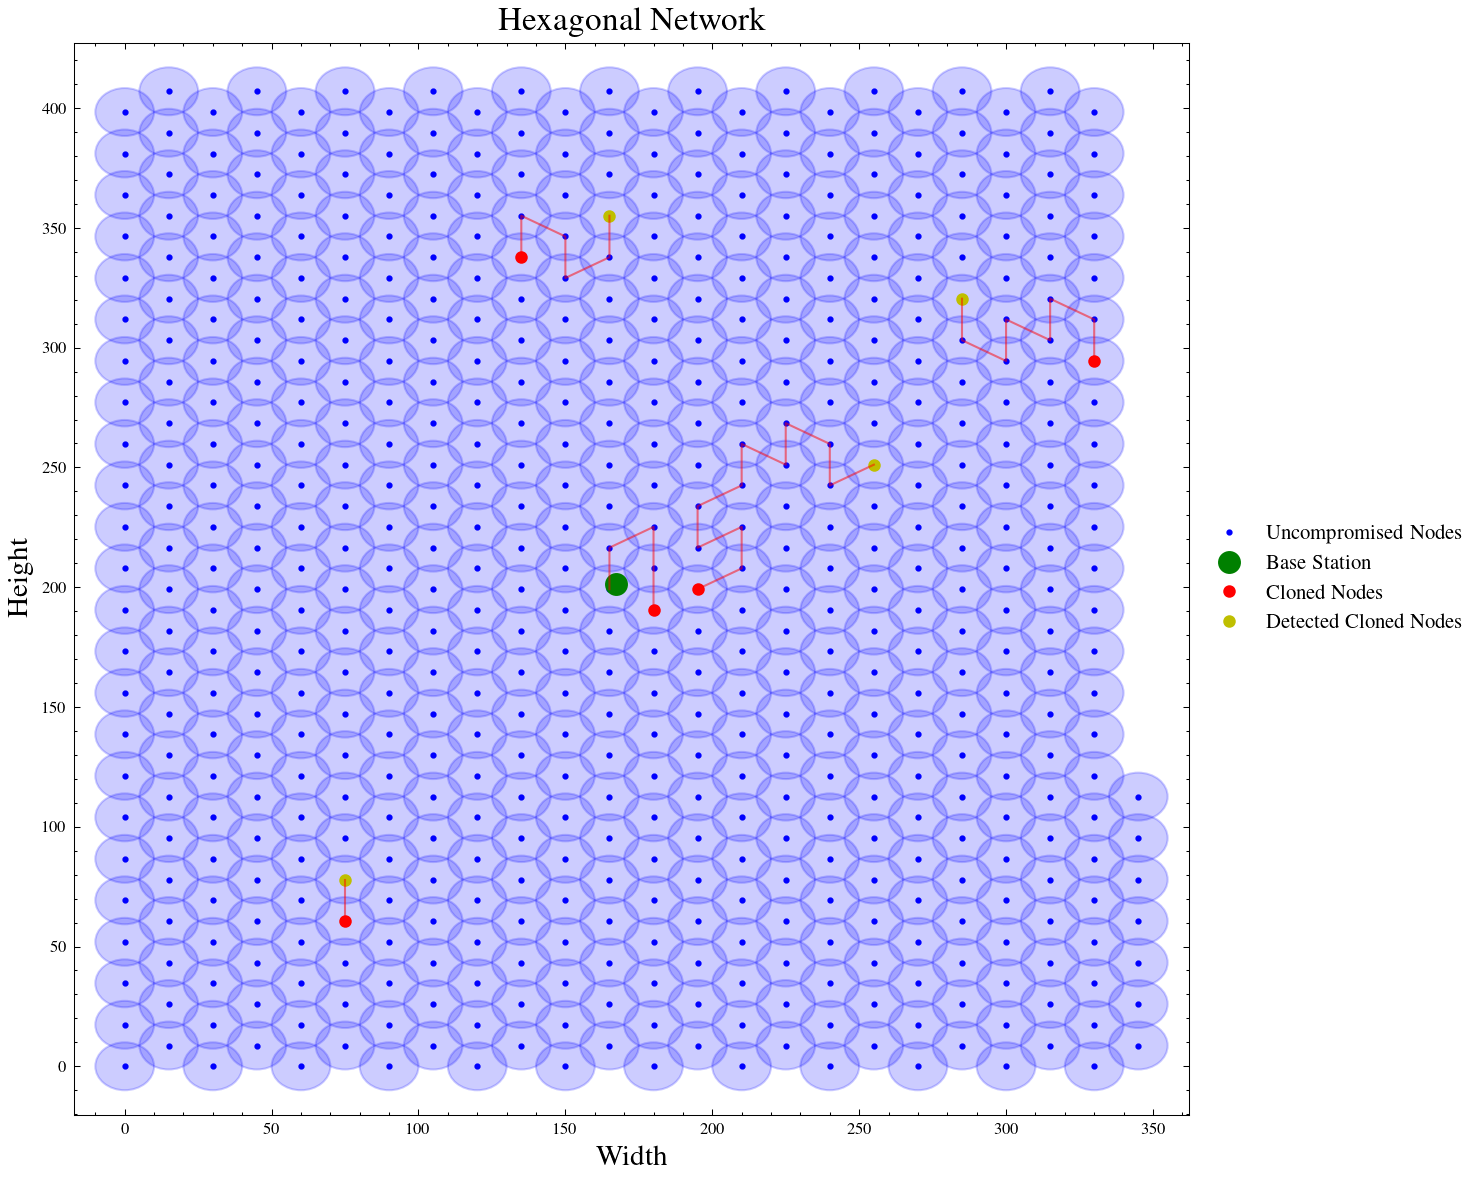 Hexagonal Network
400
350
300
250
200
150
100
50
0
Height
0 50 100 150 200 250 300 350
Width
Uncompromised Nodes
Base Station
Cloned Nodes
Detected Cloned Nodes